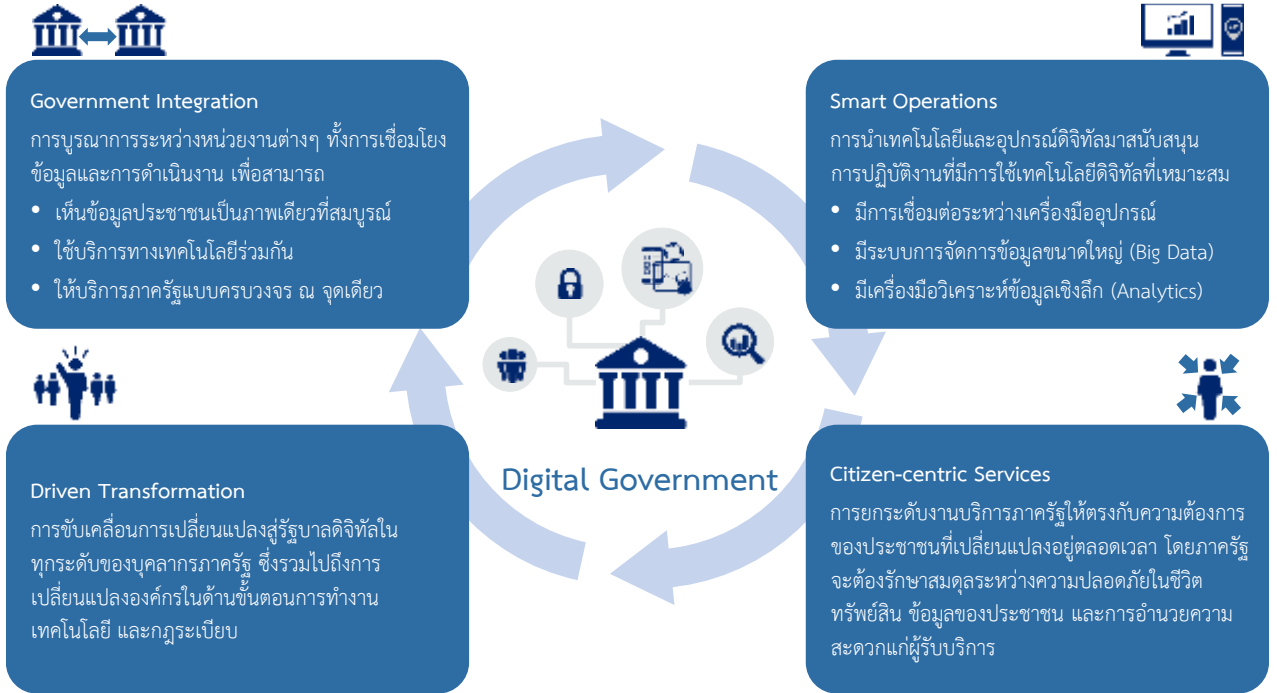 Government Integration
การบูรณาการระหว่างหน่วยงานต่างๆ ทั้งการเชื่อมโยง
ข้อมูลและการดำเนินงาน เพื่อสามารถ
• เห็นข้อมูลประชาชนเป็นภาพเดียวที่สมบูรณ์
• ใช้บริการทางเทคโนโลยีร่วมกัน
• ให้บริการภาครัฐแบบครบวงจร ณ จุดเดียว
Smart Operations
การนำเทคโนโลยีและอุปกรณ์ดิจิทัลมาสนับสนุน
การปฏิบัติงานที่มีการใช้เทคโนโลยีดิจิทัลที่เหมาะสม
• มีการเชื่อมต่อระหว่างเครื่องมืออุปกรณ์
• มีระบบการจัดการข้อมูลขนาดใหญ่ (Big Data)
• มีเครื่องมือวิเคราะห์ข้อมูลเชิงลึก (Analytics)
Digital Government
Driven Transformation
การขับเคลื่อนการเปลี่ยนแปลงสู่รัฐบาลดิจิทัลใน
ทุกระดับของบุคลากรภาครัฐ ซึ่งรวมไปถึงการ
เปลี่ยนแปลงองค์กรในด้านขั้นตอนการทำงาน
เทคโนโลยี และกฎระเบียบ
Citizen-centric Services
การยกระดับงานบริการภาครัฐให้ตรงกับความต้องการ
ของประชาชนที่เปลี่ยนแปลงอยู่ตลอดเวลา โดยภาครัฐ
จะต้องรักษาสมดุลระหว่างความปลอดภัยในชีวิต
ทรัพย์สิน ข้อมูลของประชาชน และการอำนวยความ
สะดวกแก่ผู้รับบริการ